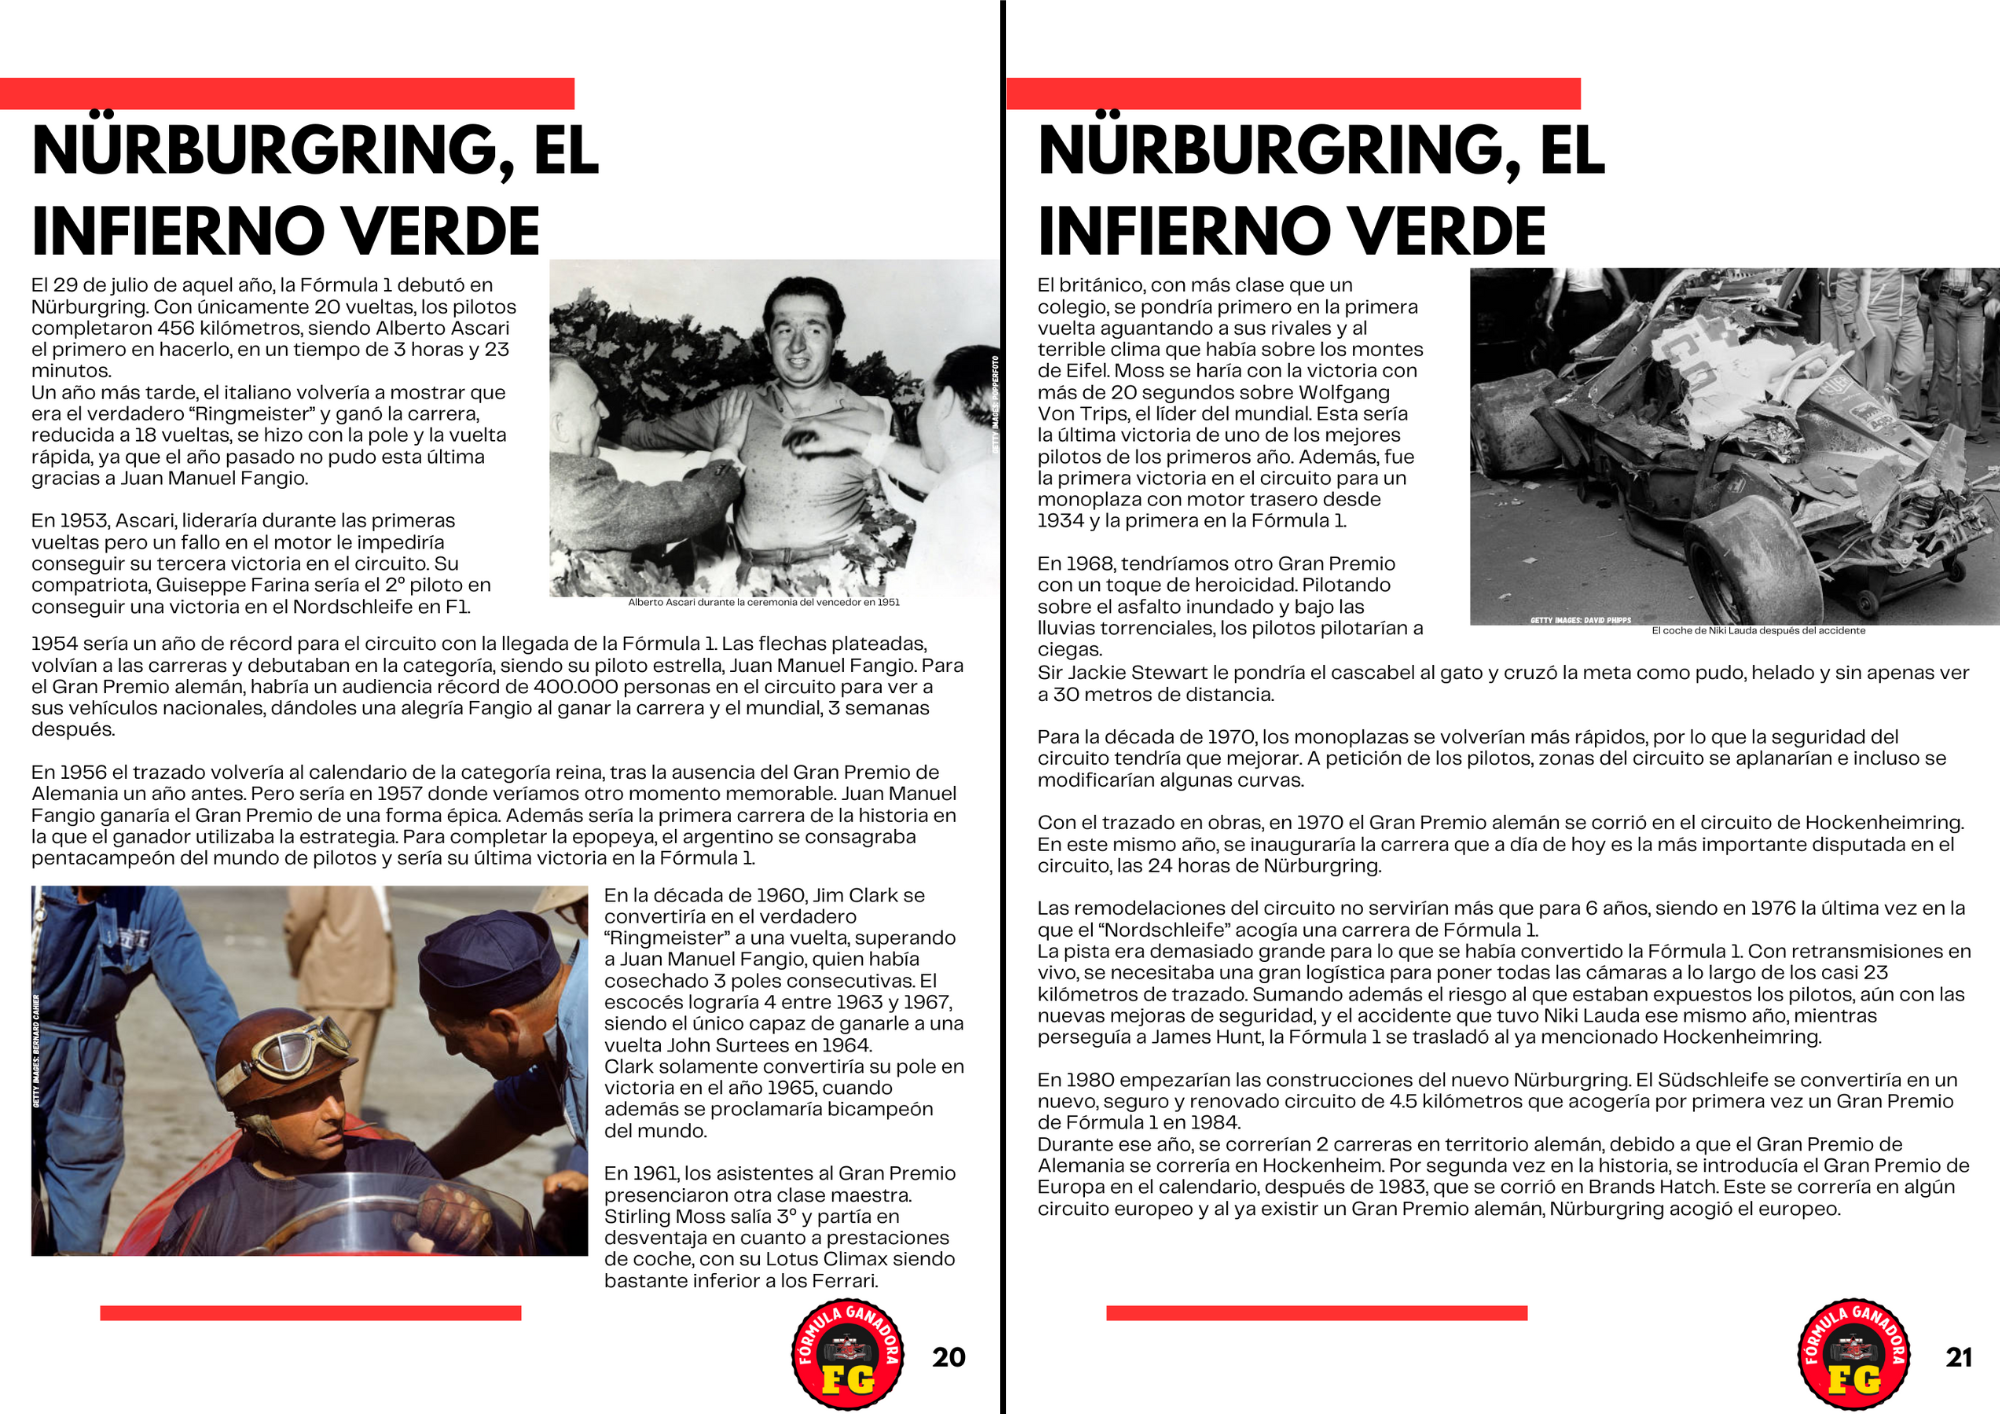 NÜRBURGRING, EL
INFIERNO VERDE
El 29 de julio de aquel año, la Fórmula 1 debutó en
Nürburgring. Con únicamente 20 vueltas, los pilotos
completaron 456 kilómetros, siendo Alberto Ascari
el primero en hacerlo, en un tiempo de 3 horas y 23
minutos.
Un año más tarde, el italiano volvería a mostrar que
era el verdadero “Ringmeister” y ganó la carrera,
reducida a 18 vueltas, se hizo con la pole y la vuelta
rápida, ya que el año pasado no pudo esta última
gracias a Juan Manuel Fangio.
En 1953, Ascari, lideraría durante las primeras
vueltas pero un fallo en el motor le impediría
conseguir su tercera victoria en el circuito. Su
compatriota, Guiseppe Farina sería el 2º piloto en
conseguir una victoria en el Nordschleife en F1.
GETTY IMAGES: POPPERFOTO
Alberto Ascari durante la ceremonia del vencedor en 1951
1954 sería un año de récord para el circuito con la llegada de la Fórmula 1. Las flechas plateadas,
volvían a las carreras y debutaban en la categoría, siendo su piloto estrella, Juan Manuel Fangio. Para
el Gran Premio alemán, habría un audiencia récord de 400.000 personas en el circuito para ver a
sus vehículos nacionales, dándoles una alegría Fangio al ganar la carrera y el mundial, 3 semanas
después.
En 1956 el trazado volvería al calendario de la categoría reina, tras la ausencia del Gran Premio de
Alemania un año antes. Pero sería en 1957 donde veríamos otro momento memorable. Juan Manuel
Fangio ganaría el Gran Premio de una forma épica. Además sería la primera carrera de la historia en
la que el ganador utilizaba la estrategia. Para completar la epopeya, el argentino se consagraba
pentacampeón del mundo de pilotos y sería su última victoria en la Fórmula 1.
GETTY IMAGES: BERNARD CAHIER
En la década de 1960, Jim Clark se
convertiría en el verdadero
“Ringmeister” a una vuelta, superando
a Juan Manuel Fangio, quien había
cosechado 3 poles consecutivas. El
escocés lograría 4 entre 1963 y 1967,
siendo el único capaz de ganarle a una
vuelta John Surtees en 1964.
Clark solamente convertiría su pole en
victoria en el año 1965, cuando
además se proclamaría bicampeón
del mundo.
En 1961, los asistentes al Gran Premio
presenciaron otra clase maestra.
Stirling Moss salía 3º y partía en
desventaja en cuanto a prestaciones
de coche, con su Lotus Climax siendo
bastante inferior a los Ferrari.
FÓRMULA GANADORA
FG
20
NÜRBURGRING, EL
INFIERNO VERDE
El británico, con más clase que un
colegio, se pondría primero en la primera
vuelta aguantando a sus rivales y al
terrible clima que había sobre los montes
de Eifel. Moss se haría con la victoria con
más de 20 segundos sobre Wolfgang
Von Trips, el líder del mundial. Esta sería
la última victoria de uno de los mejores
pilotos de los primeros año. Además, fue
la primera victoria en el circuito para un
monoplaza con motor trasero desde
1934 y la primera en la Fórmula 1.
En 1968, tendríamos otro Gran Premio
con un toque de heroicidad. Pilotando
sobre el asfalto inundado y bajo las
lluvias torrenciales, los pilotos pilotarían a
ciegas.
GETTY IMAGES: DAVID PHIPPS
El coche de Niki Lauda después del accidente
Sir Jackie Stewart le pondría el cascabel al gato y cruzó la meta como pudo, helado y sin apenas ver
a 30 metros de distancia.
Para la década de 1970, los monoplazas se volverían más rápidos, por lo que la seguridad del
circuito tendría que mejorar. A petición de los pilotos, zonas del circuito se aplanarían e incluso se
modificarían algunas curvas.
Con el trazado en obras, en 1970 el Gran Premio alemán se corrió en el circuito de Hockenheimring.
En este mismo año, se inauguraría la carrera que a día de hoy es la más importante disputada en el
circuito, las 24 horas de Nürburgring.
Las remodelaciones del circuito no servirían más que para 6 años, siendo en 1976 la última vez en la
que el “Nordschleife” acogía una carrera de Fórmula 1.
La pista era demasiado grande para lo que se había convertido la Fórmula 1. Con retransmisiones en
vivo, se necesitaba una gran logística para poner todas las cámaras a lo largo de los casi 23
kilómetros de trazado. Sumando además el riesgo al que estaban expuestos los pilotos, aún con las
nuevas mejoras de seguridad, y el accidente que tuvo Niki Lauda ese mismo año, mientras
perseguía a James Hunt, la Fórmula 1 se trasladó al ya mencionado Hockenheimring.
En 1980 empezarían las construcciones del nuevo Nürburgring. El Südschleife se convertiría en un
nuevo, seguro y renovado circuito de 4.5 kilómetros que acogería por primera vez un Gran Premio
de Fórmula 1 en 1984.
Durante ese año, se correrían 2 carreras en territorio alemán, debido a que el Gran Premio de
Alemania se correría en Hockenheim. Por segunda vez en la historia, se introducía el Gran Premio de
Europa en el calendario, después de 1983, que se corrió en Brands Hatch. Este se correría en algún
circuito europeo y al ya existir un Gran Premio alemán, Nürburgring acogió el europeo.
FÓRMULA GANADORA
FG
21